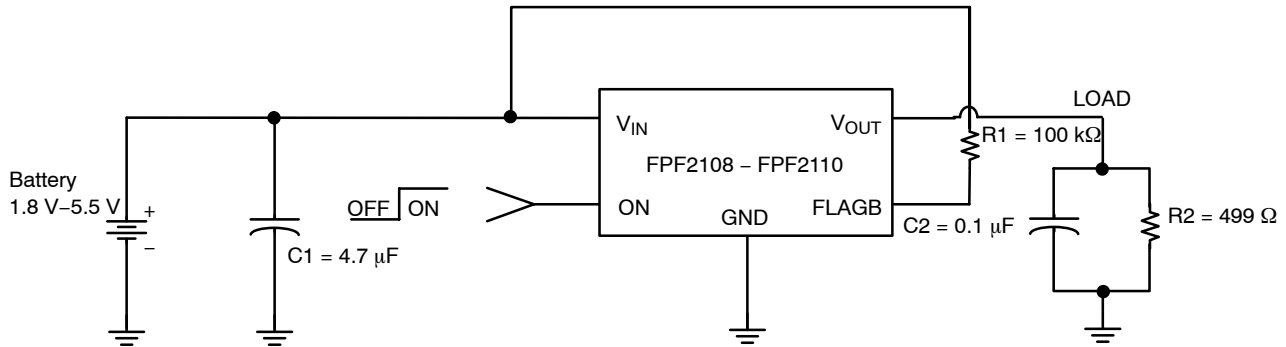 LOAD
V_IN
V_OUT
R1 = 100 kΩ
FPF2108 – FPF2110
Battery
1.8 V–5.5 V
+
–
OFF
ON
ON
GND
FLAGB
C2 = 0.1 μF
R2 = 499 Ω
C1 = 4.7 μF